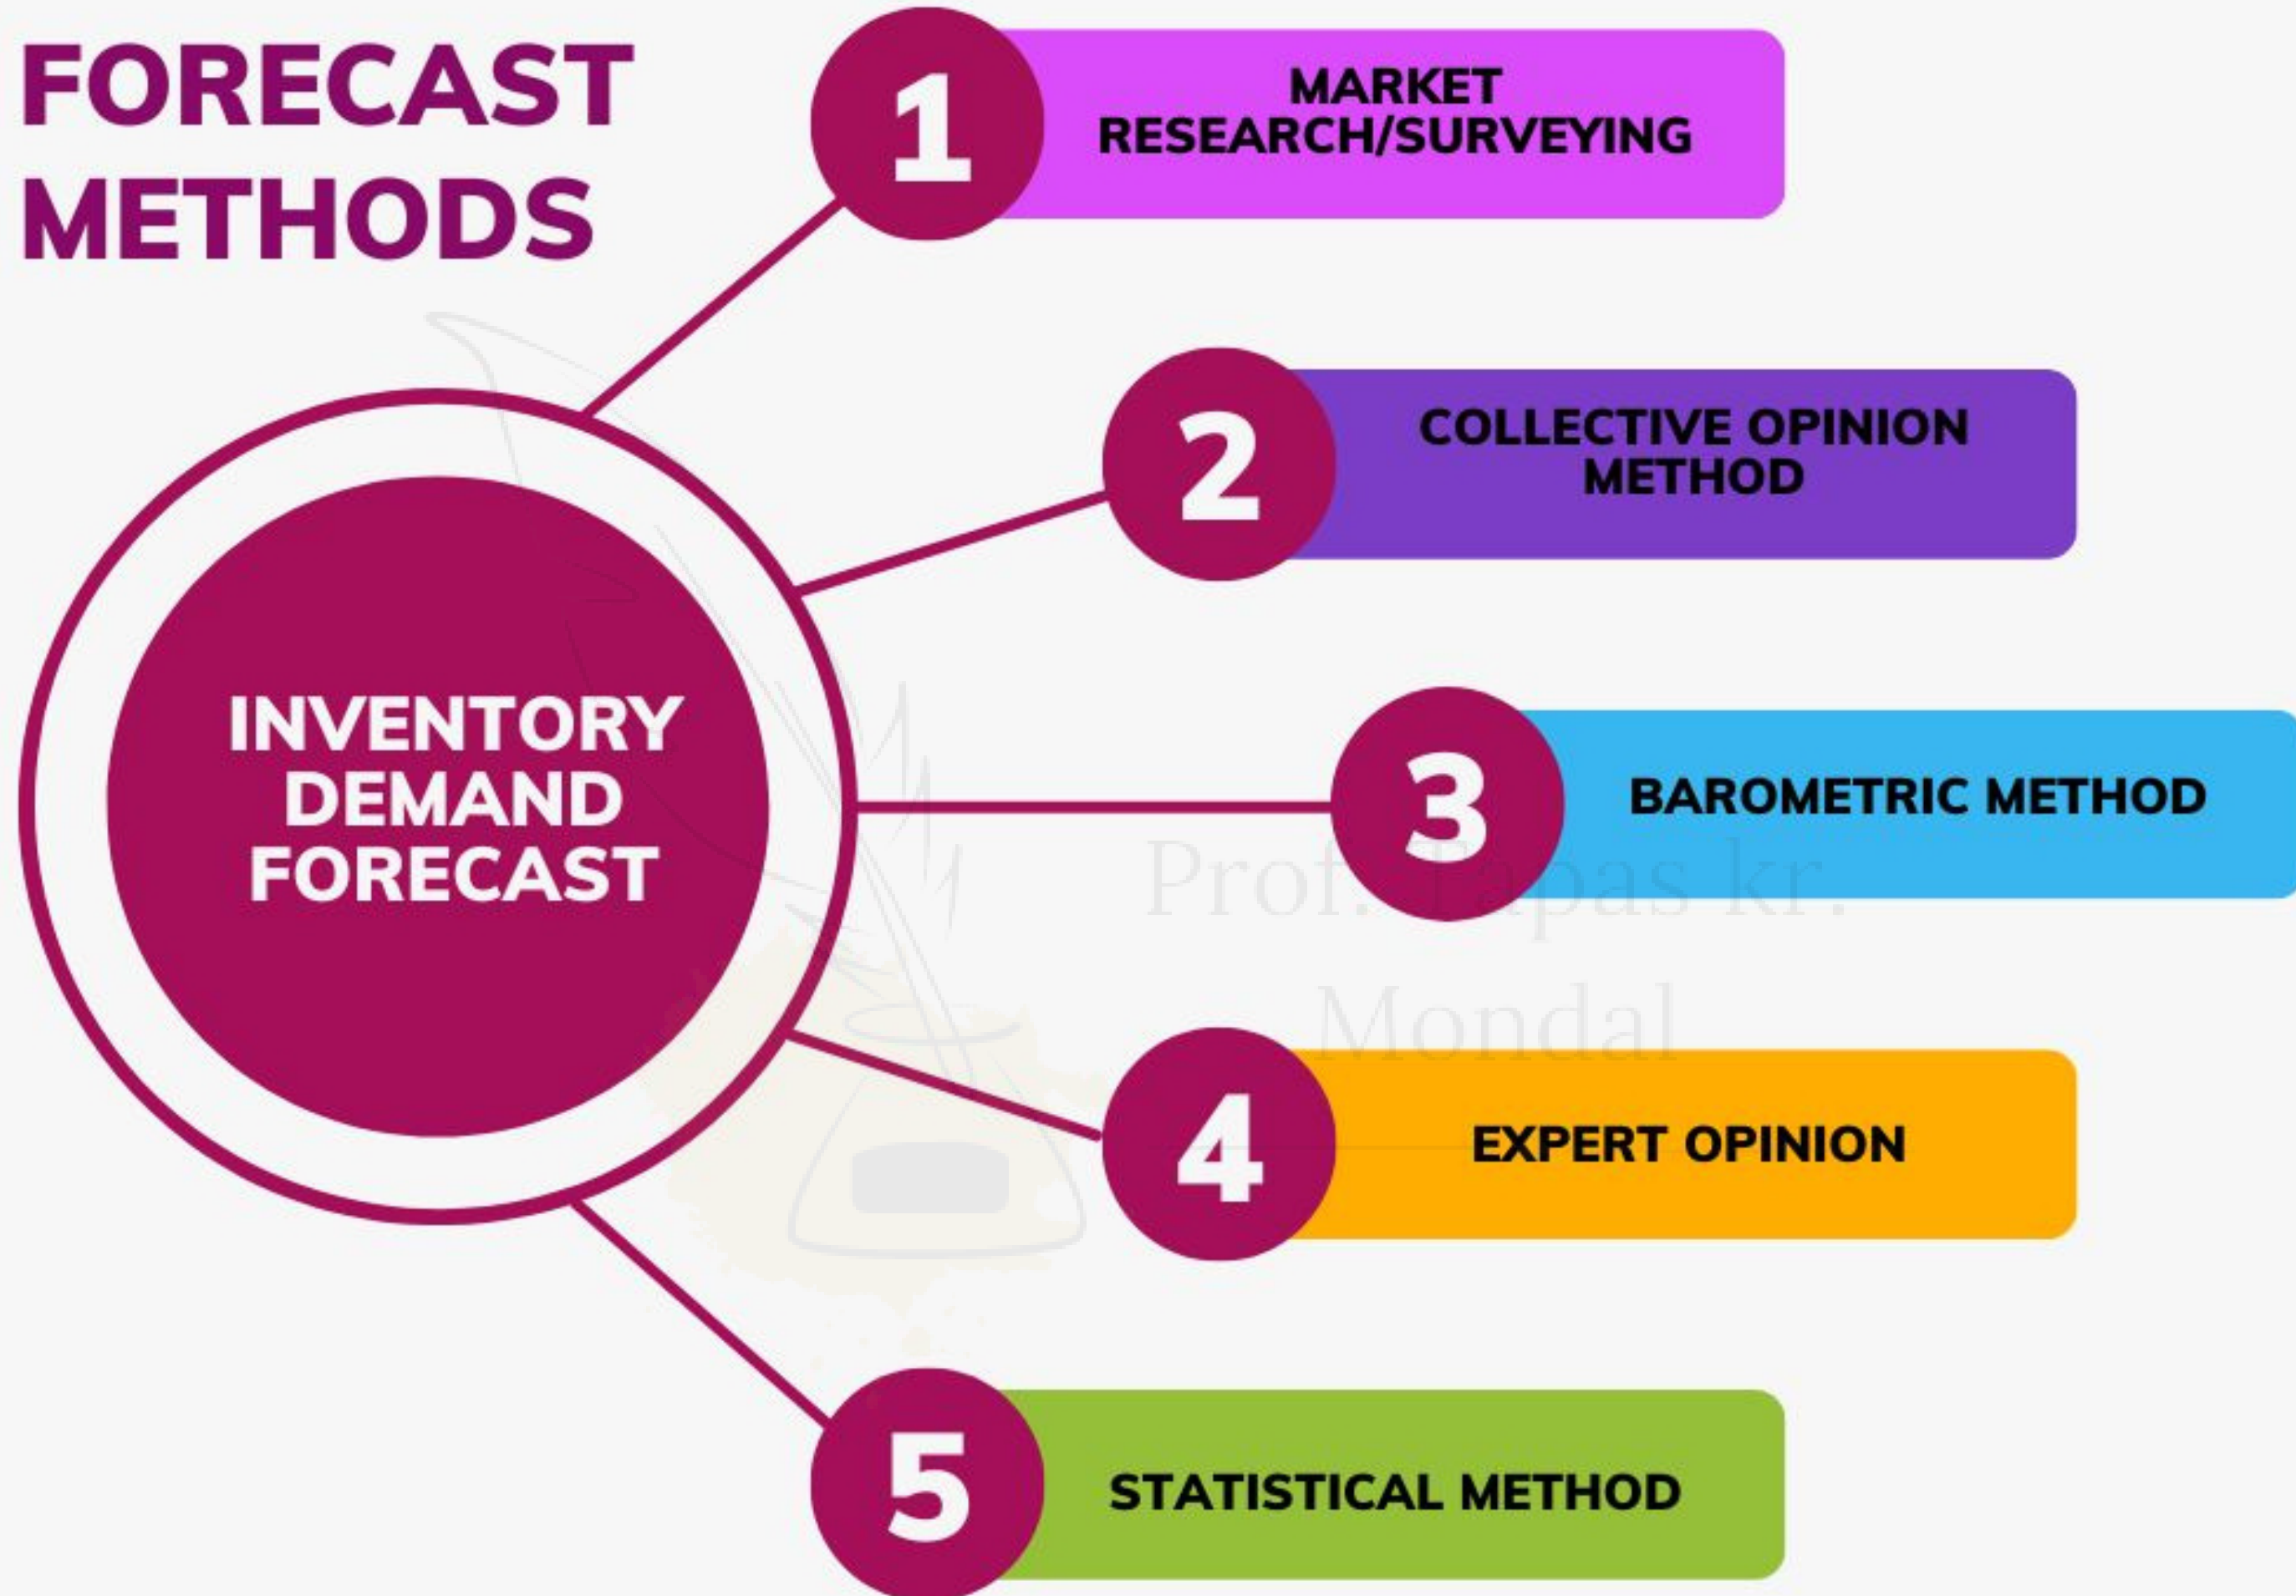 FORECAST
METHODS
1
MARKET
RESEARCH/SURVEYING
2
COLLECTIVE OPINION
METHOD
INVENTORY
DEMAND
FORECAST
3
BAROMETRIC METHOD
Prof. Tapas kr.
Mondal
4
EXPERT OPINION
5
STATISTICAL METHOD